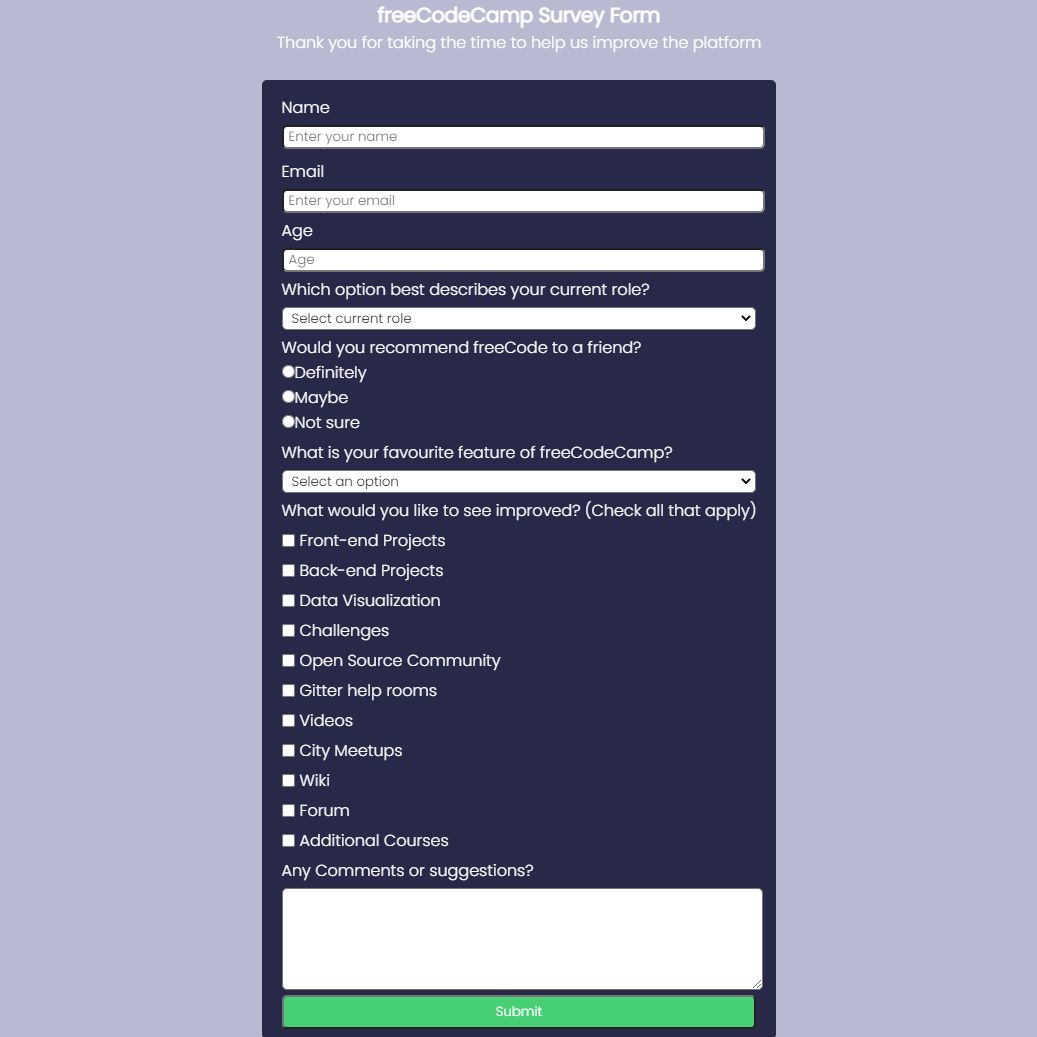 freeCodeCamp Survey Form
Thank you for taking the time to help us improve the platform
Name
Enter your name
Email
Enter your email
Age
Age
Which option best describes your current role?
Select current role
Would you recommend freeCode to a friend?
Definitely
Maybe
Not sure
What is your favourite feature of freeCodeCamp?
Select an option
What would you like to see improved? (Check all that apply)
Front-end Projects
Back-end Projects
Data Visualization
Challenges
Open Source Community
Gitter help rooms
Videos
City Meetups
Wiki
Forum
Additional Courses
Any Comments or suggestions?
Submit